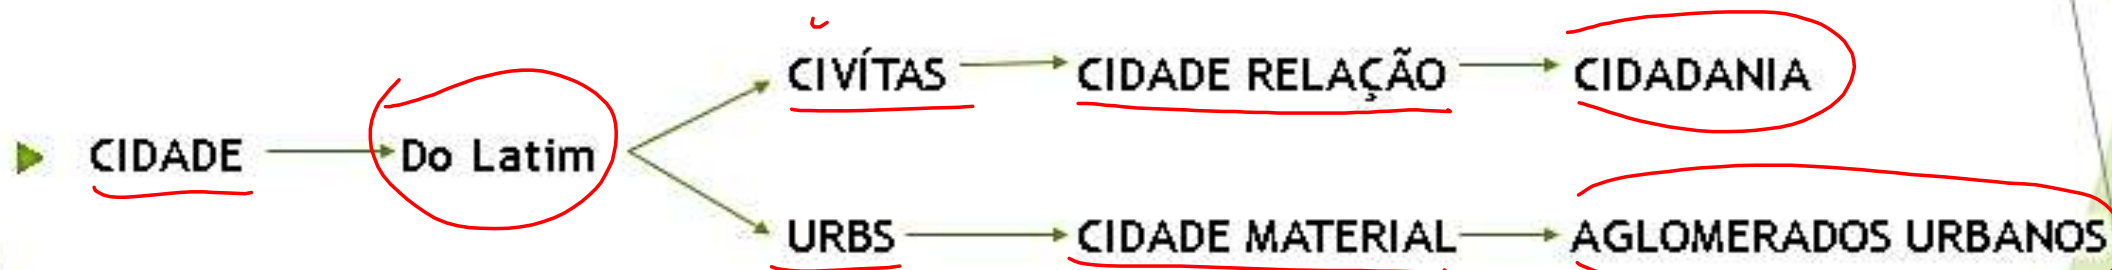 CIVÍTAS CIDADE RELAÇÃO CIDADANIA
CIDADE Do Latim
URBS CIDADE MATERIAL AGLOMERADOS URBANOS